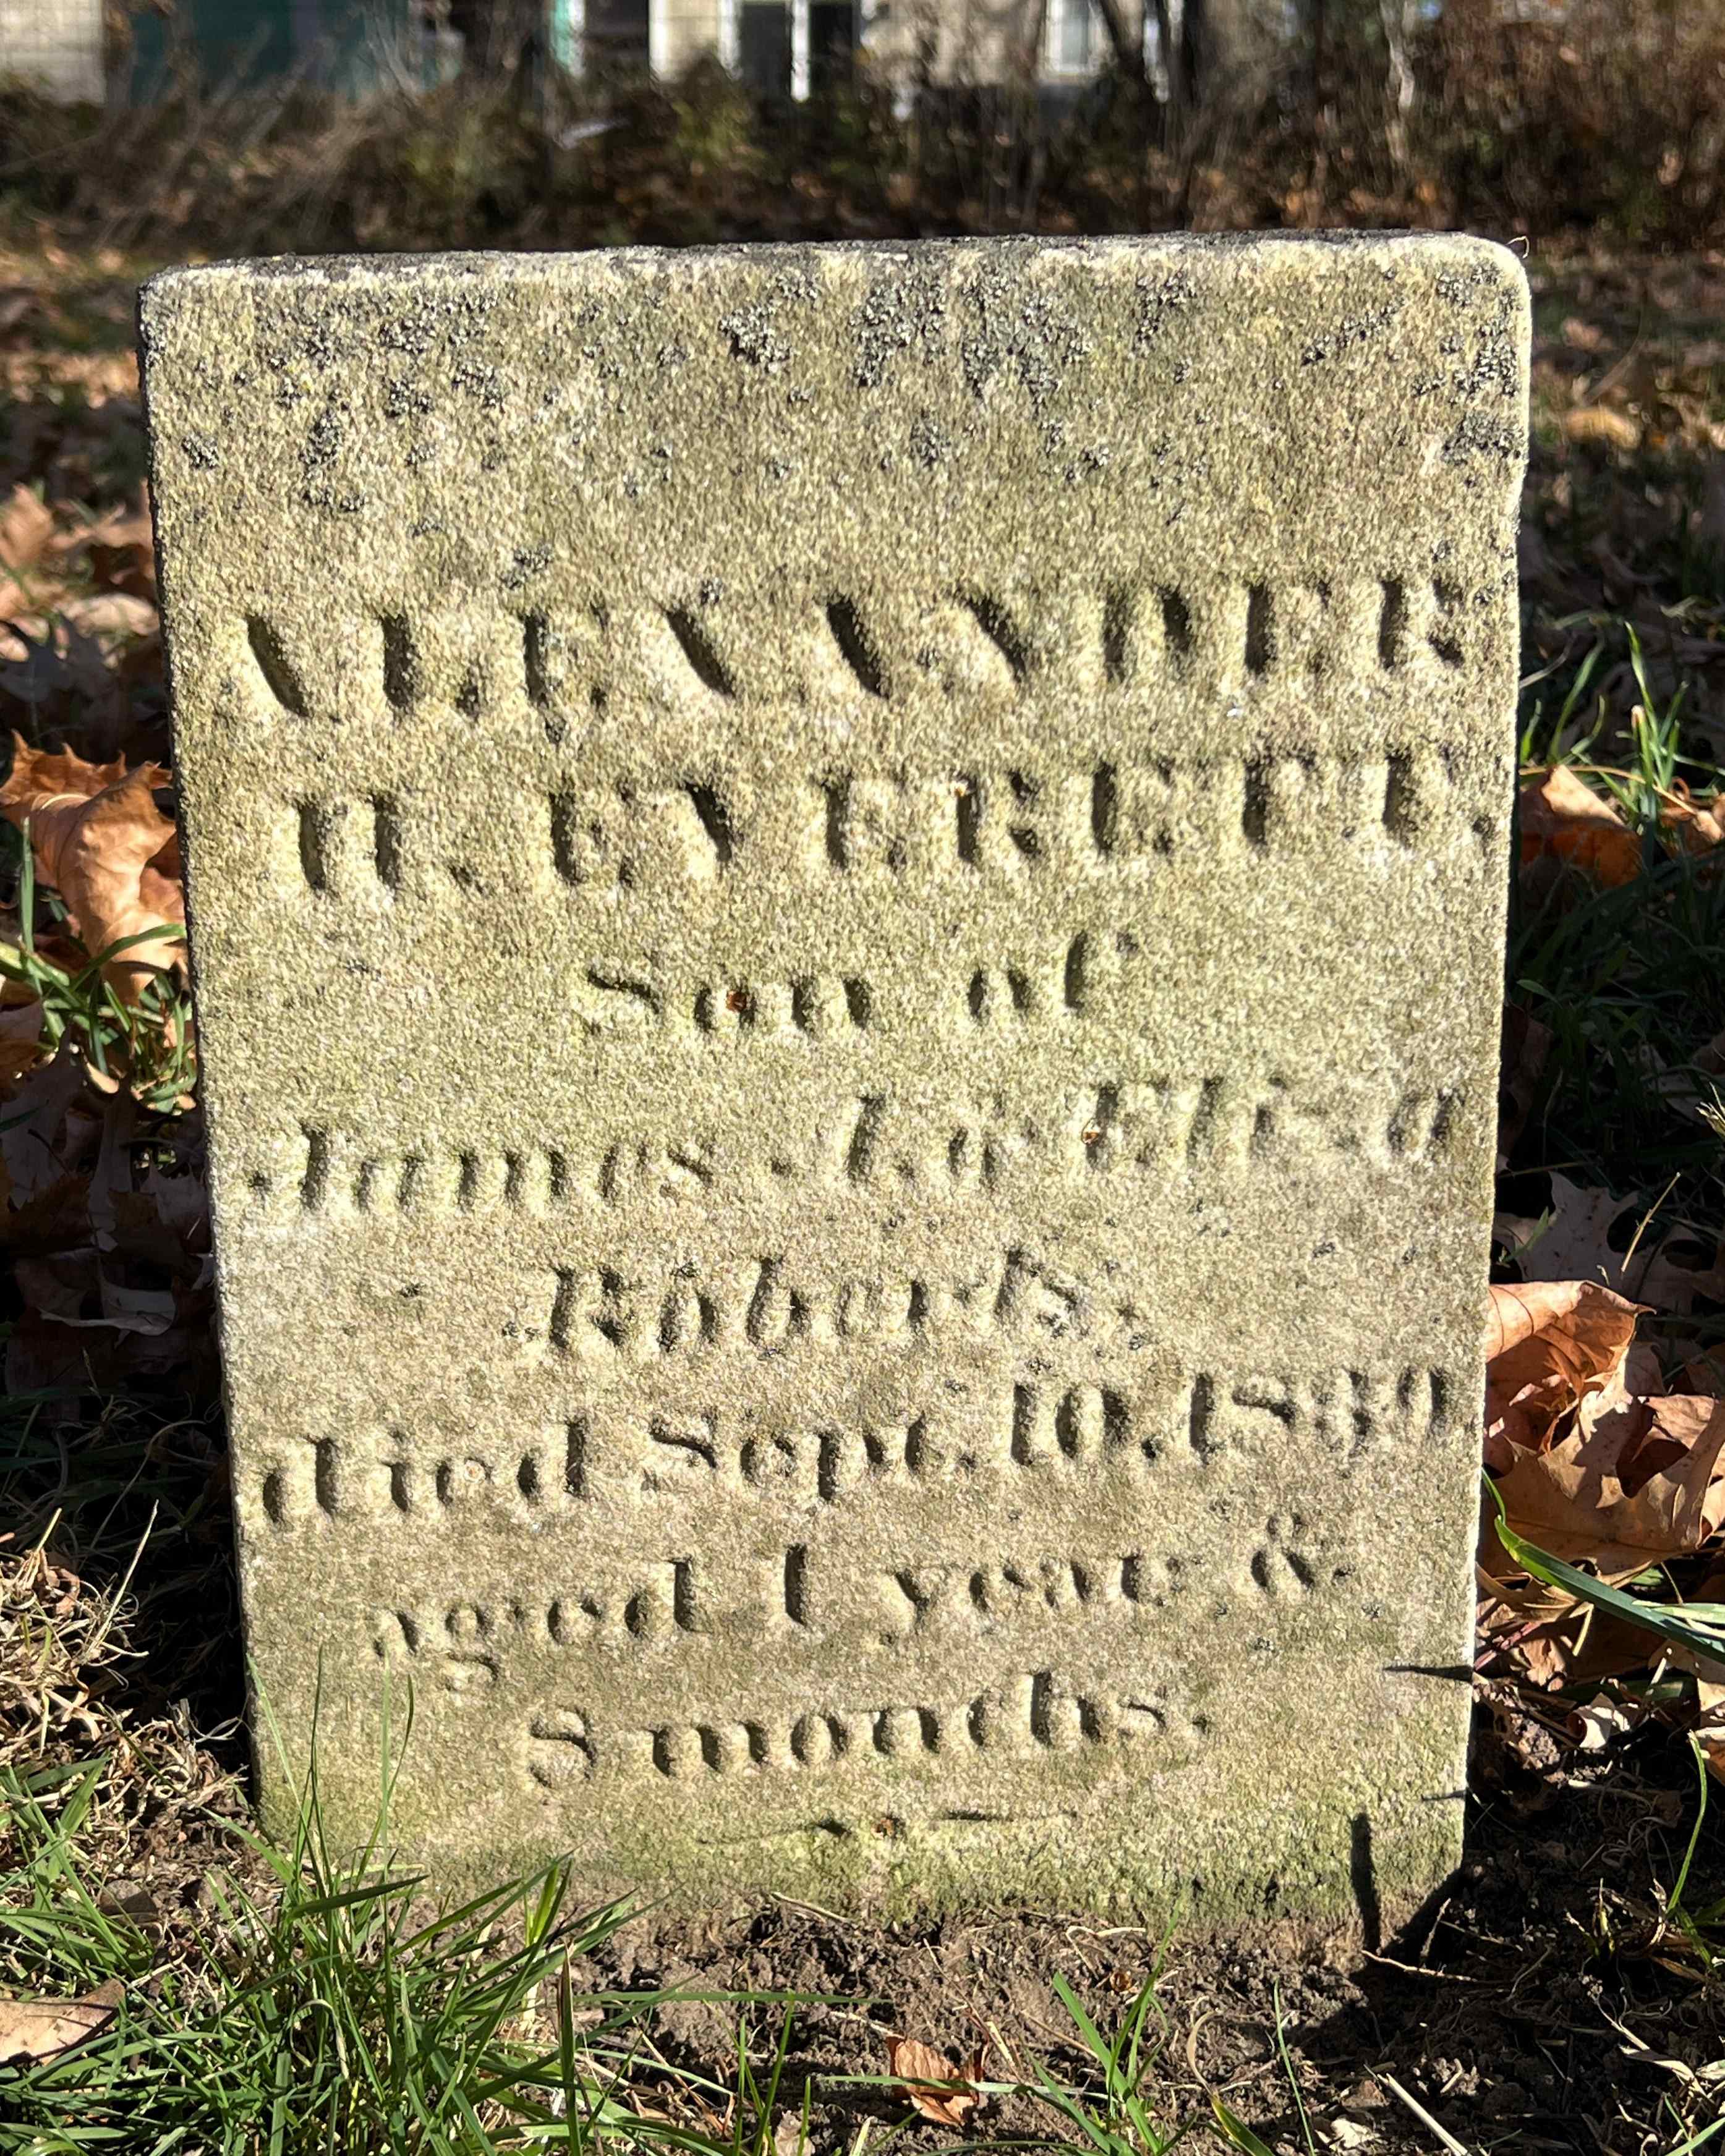 ALEXANDER
H. EVERETT,
Son of
James & Eliza
Roberts,
died Sept. 10, 1839
aged 1 year &
8 months.